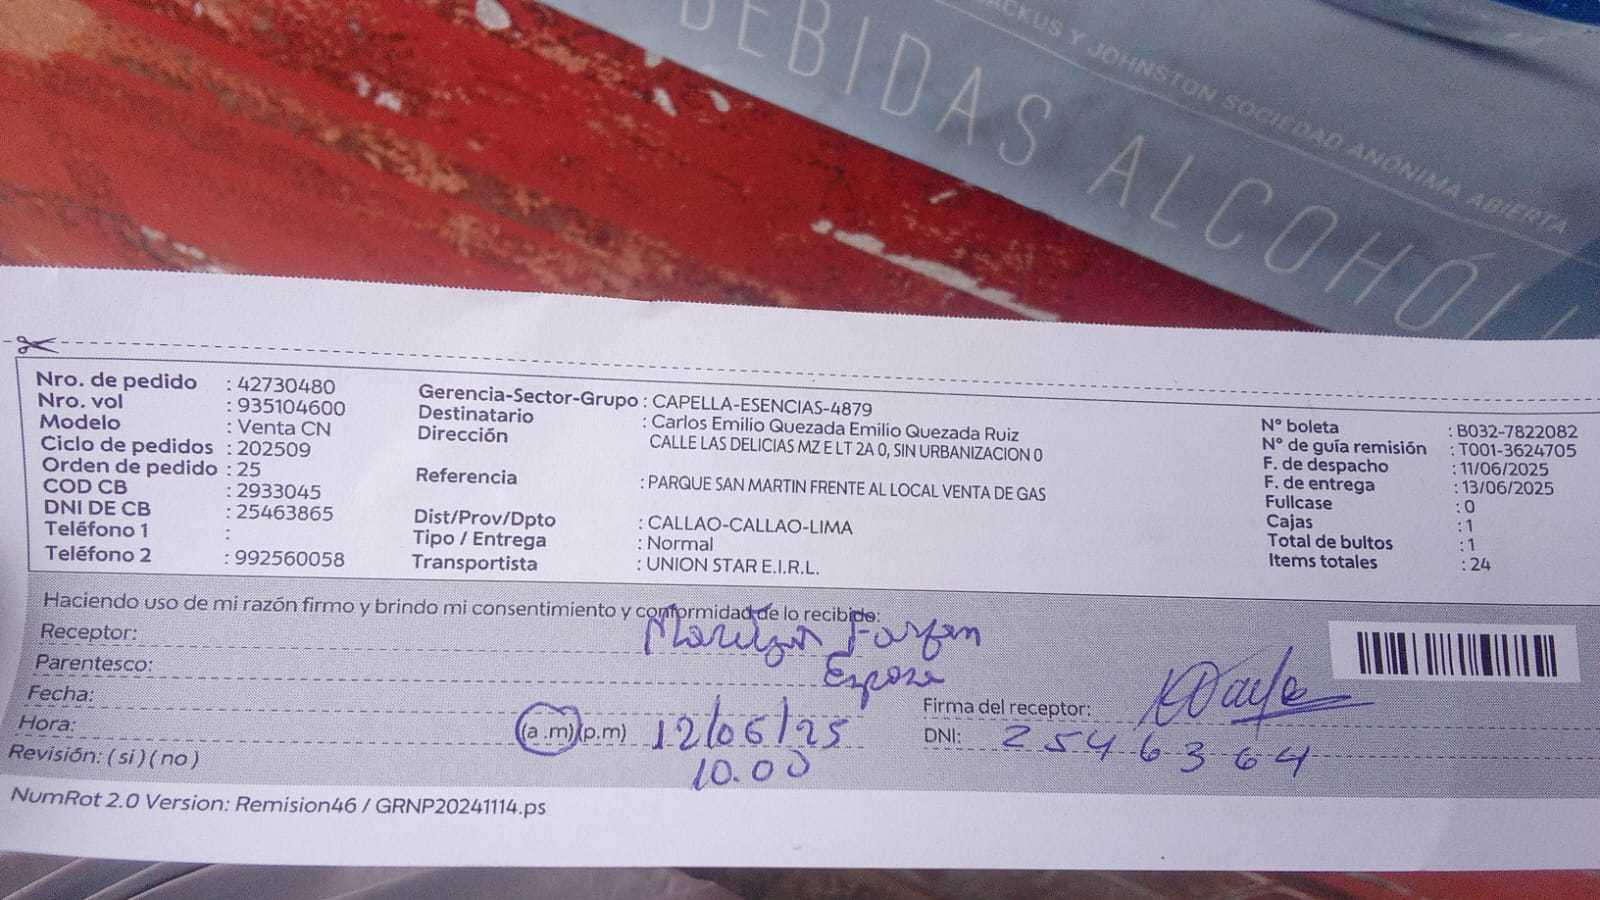 BEBIDAS ALCOHÓLI
BACKUS Y JOHNSTON SOCIEDAD ANÓNIMA ABIERTA
Nro. de pedido : 42730480
Nro. vol : 935104600
Modelo : Venta CN
Ciclo de pedidos : 202509
Orden de pedido : 25
COD CB : 2933045
DNI DE CB : 25463865
Teléfono 1 :
Teléfono 2 : 992560058
Gerencia-Sector-Grupo : CAPELLA-ESENCIAS-4879
Destinatario : Carlos Emilio Quezada Emilio Quezada Ruiz
Dirección CALLE LAS DELICIAS MZ E LT 2A 0, SIN URBANIZACION 0
Referencia : PARQUE SAN MARTIN FRENTE AL LOCAL VENTA DE GAS
Dist/Prov/Dpto : CALLAO-CALLAO-LIMA
Tipo / Entrega : Normal
Transportista : UNION STAR E.I.R.L.
N° boleta : B032-7822082
N° de guía remisión : T001-3624705
F. de despacho : 11/06/2025
F. de entrega : 13/06/2025
Fullcase : 0
Cajas : 1
Total de bultos : 1
Items totales : 24
Haciendo uso de mi razón firmo y brindo mi consentimiento y conformidad de lo recibido:
Receptor: Farfan
Parentesco: Esposa
Fecha: 12/06/25
Hora: (a .m)(p.m) 10.00
Revisión: ( si ) ( no )
Firma del receptor:
DNI: 2546364
NumRot 2.0 Version: Remision46 / GRNP20241114.ps